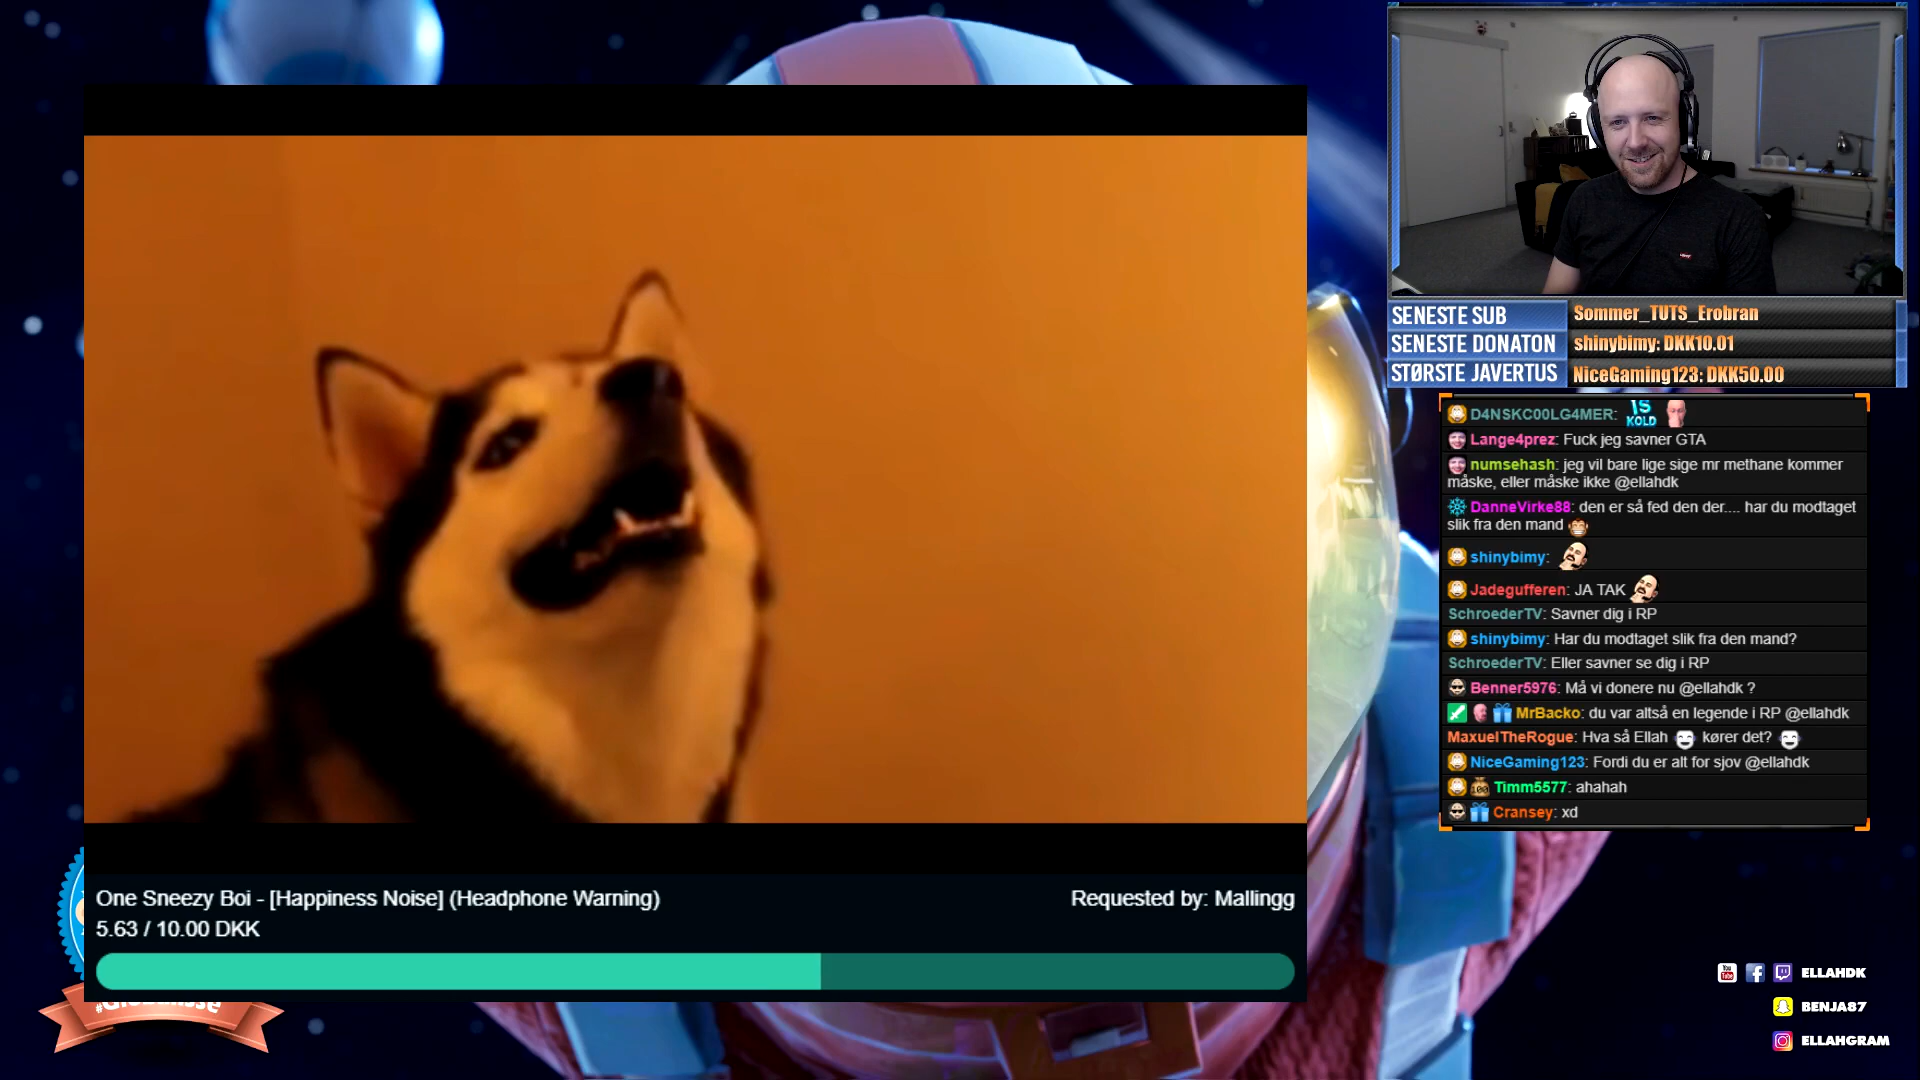 SENESTE SUB
Sommer_TUTS_Erobran
SENESTE DONATON
shinybimy: DKK10.01
STØRSTE JAVERTUS
NiceGaming123: DKK50.00
D4NSKC00LG4MER: IS KOLD
Lange4prez: Fuck jeg savner GTA
numsehash: jeg vil bare lige sige mr methane kommer
måske, eller måske ikke @ellahdk
DanneVirke88: den er så fed den der.... har du modtaget
slik fra den mand
shinybimy:
Jadegufferen: JA TAK
SchroederTV: Savner dig i RP
shinybimy: Har du modtaget slik fra den mand?
SchroederTV: Eller savner se dig i RP
Benner5976: Må vi donere nu @ellahdk ?
MrBacko: du var altså en legende i RP @ellahdk
MaxuelTheRogue: Hva så Ellah kører det?
NiceGaming123: Fordi du er alt for sjov @ellahdk
100 Timm5577: ahahah
Cransey: xd
One Sneezy Boi - [Happiness Noise] (Headphone Warning)
Requested by: Mallingg
5.63 / 10.00 DKK
You Tube ELLAHDK
BENJA87
ELLAHGRAM